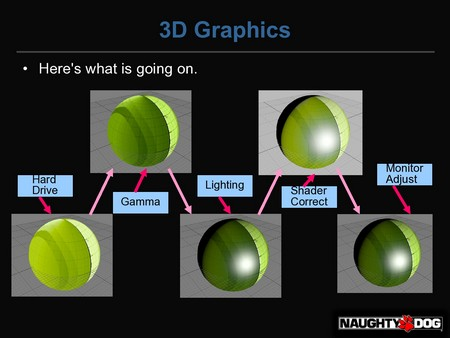 3D Graphics
• Here's what is going on.
Hard
Drive
Gamma
Lighting
Shader
Correct
Monitor
Adjust
NAUGHTY DOG